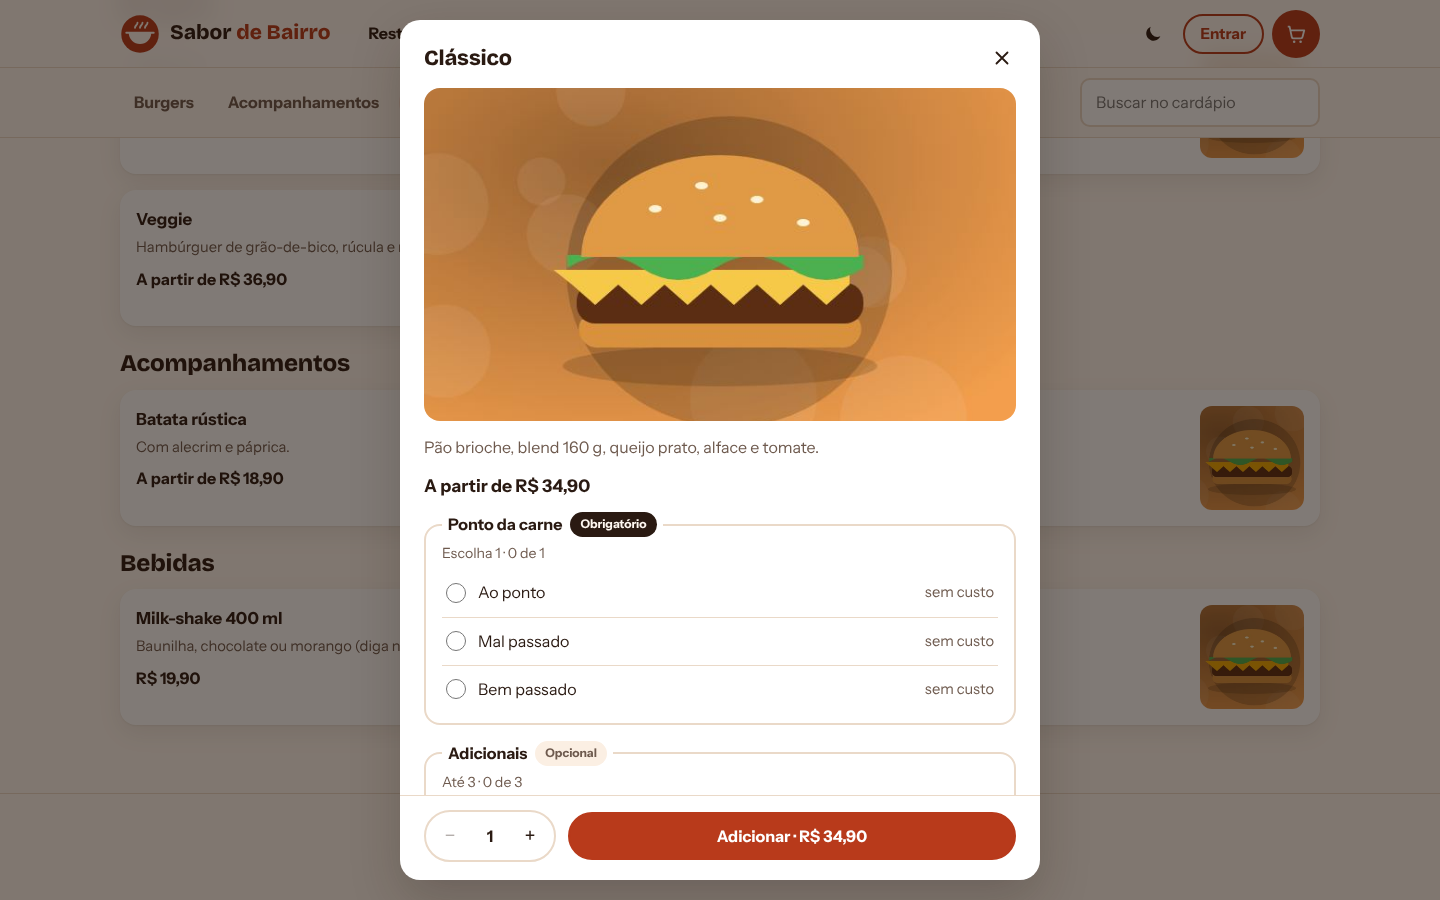 Sabor de Bairro
Rest
Entrar
Burgers
Acompanhamentos
Buscar no cardápio
Veggie
Hambúrguer de grão-de-bico, rúcula e
A partir de R$ 36,90
Acompanhamentos
Batata rústica
Com alecrim e páprica.
A partir de R$ 18,90
Bebidas
Milk-shake 400 ml
Baunilha, chocolate ou morango (diga
R$ 19,90
Clássico
Pão brioche, blend 160 g, queijo prato, alface e tomate.
A partir de R$ 34,90
Ponto da carne Obrigatório
Escolha 1 · 0 de 1
Ao ponto sem custo
Mal passado sem custo
Bem passado sem custo
Adicionais Opcional
Até 3 · 0 de 3
− 1 +
Adicionar · R$ 34,90